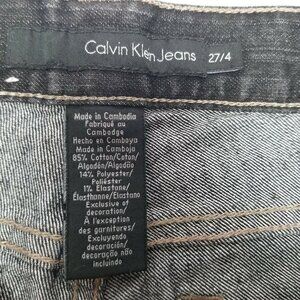 Calvin Klein Jeans 27/4
Made in Cambodia
Fabriqué au
Cambodge
Hecho en Camboya
Made in Camboja
85% Cotton/Coton/
Algodón/Algodão
14% Polyester/
Poliéster
1% Elastane/
Élasthanne/Elastano
Exclusive of
decoration/
À l'exception
des garnitures/
Excluyendo
decoración/
decoração não
incluindo